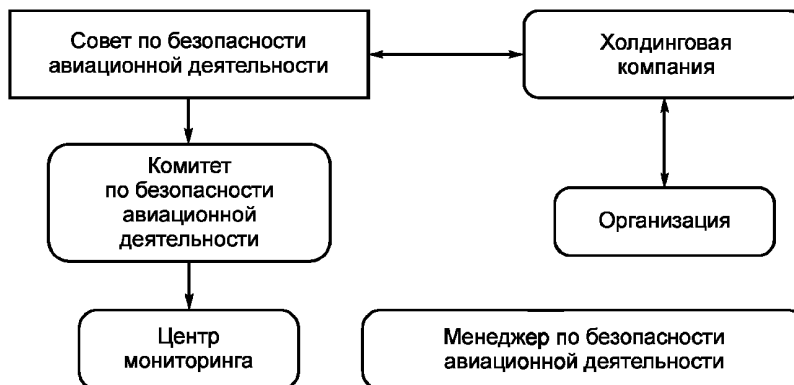 Совет по безопасности
авиационной деятельности
Холдинговая
компания
Комитет
по безопасности
авиационной
деятельности
Организация
Центр
мониторинга
Менеджер по безопасности
авиационной деятельности